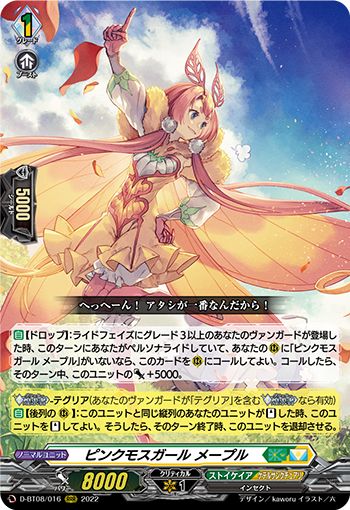 1
グレード
ブースト
5000
シールド
へっへーん! アタシが一番なんだから!
【ドロップ】:ライドフェイズにグレード3以上のあなたのヴァンガードが登場し
た時、このターンにあなたがペルソナライドしていて、あなたの に「ピンクモスガ
ール メープル」がいないなら、このカードを にコールしてよい。コールしたら、
そのターン中、このユニットの +5000。
-テグリア(あなたのヴァンガードが「テグリア」を含む なら有効)
【後列の 】:このユニットと同じ縦列のあなたのユニットが登場した時、この
ユニットを してよい。そうしたら、そのターン終了時、このユニットを退却させる。
ノーマルユニット
ピンクモスガール メープル
パワー
8000
クリティカル
1
ストイケイア
インセクト
D-BT08/016 RRR 2022
デザイン/kaworu イラスト/六